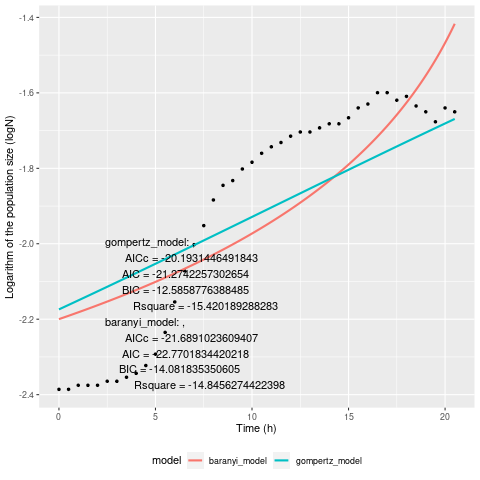 -1.4
-1.6
-1.8
-2.0
-2.2
-2.4
Logarithm of the population size (logN)
gompertz_model: ,
AICc = -20.1931446491843
AIC = -21.2742257302654
BIC = -12.5858776388485
Rsquare = -15.420189288283
baranyi_model: ,
AICc = -21.6891023609407
AIC = -22.7701834420218
BIC = -14.081835350605
Rsquare = -14.8456274422398
0 5 10 15 20
Time (h)
model baranyi_model gompertz_model